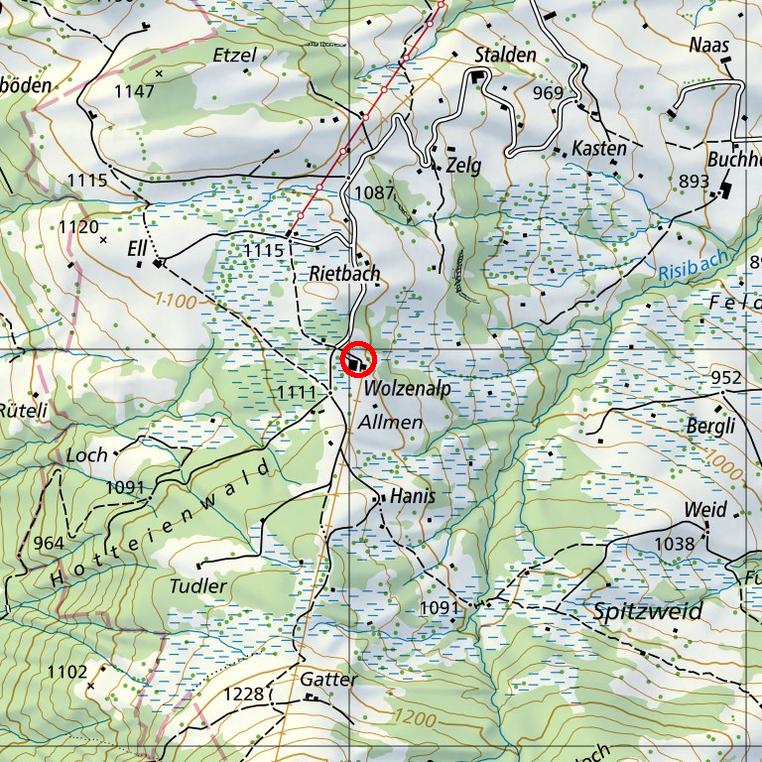 Etzel
Stalden
Naas
böden
1147
969
Kasten
Zelg
Buchh
1115
1087
893
1120
Ell
1115
Risibach
Rietbach
1100
Feld
952
Wolzenalp
1111
Rüteli
Allmen
Bergli
Loch
1000
1091
Hanis
Hotteienwald
Weid
964
1038
Tudler
1091
Spitzweid
1102
Gatter
1228
1200